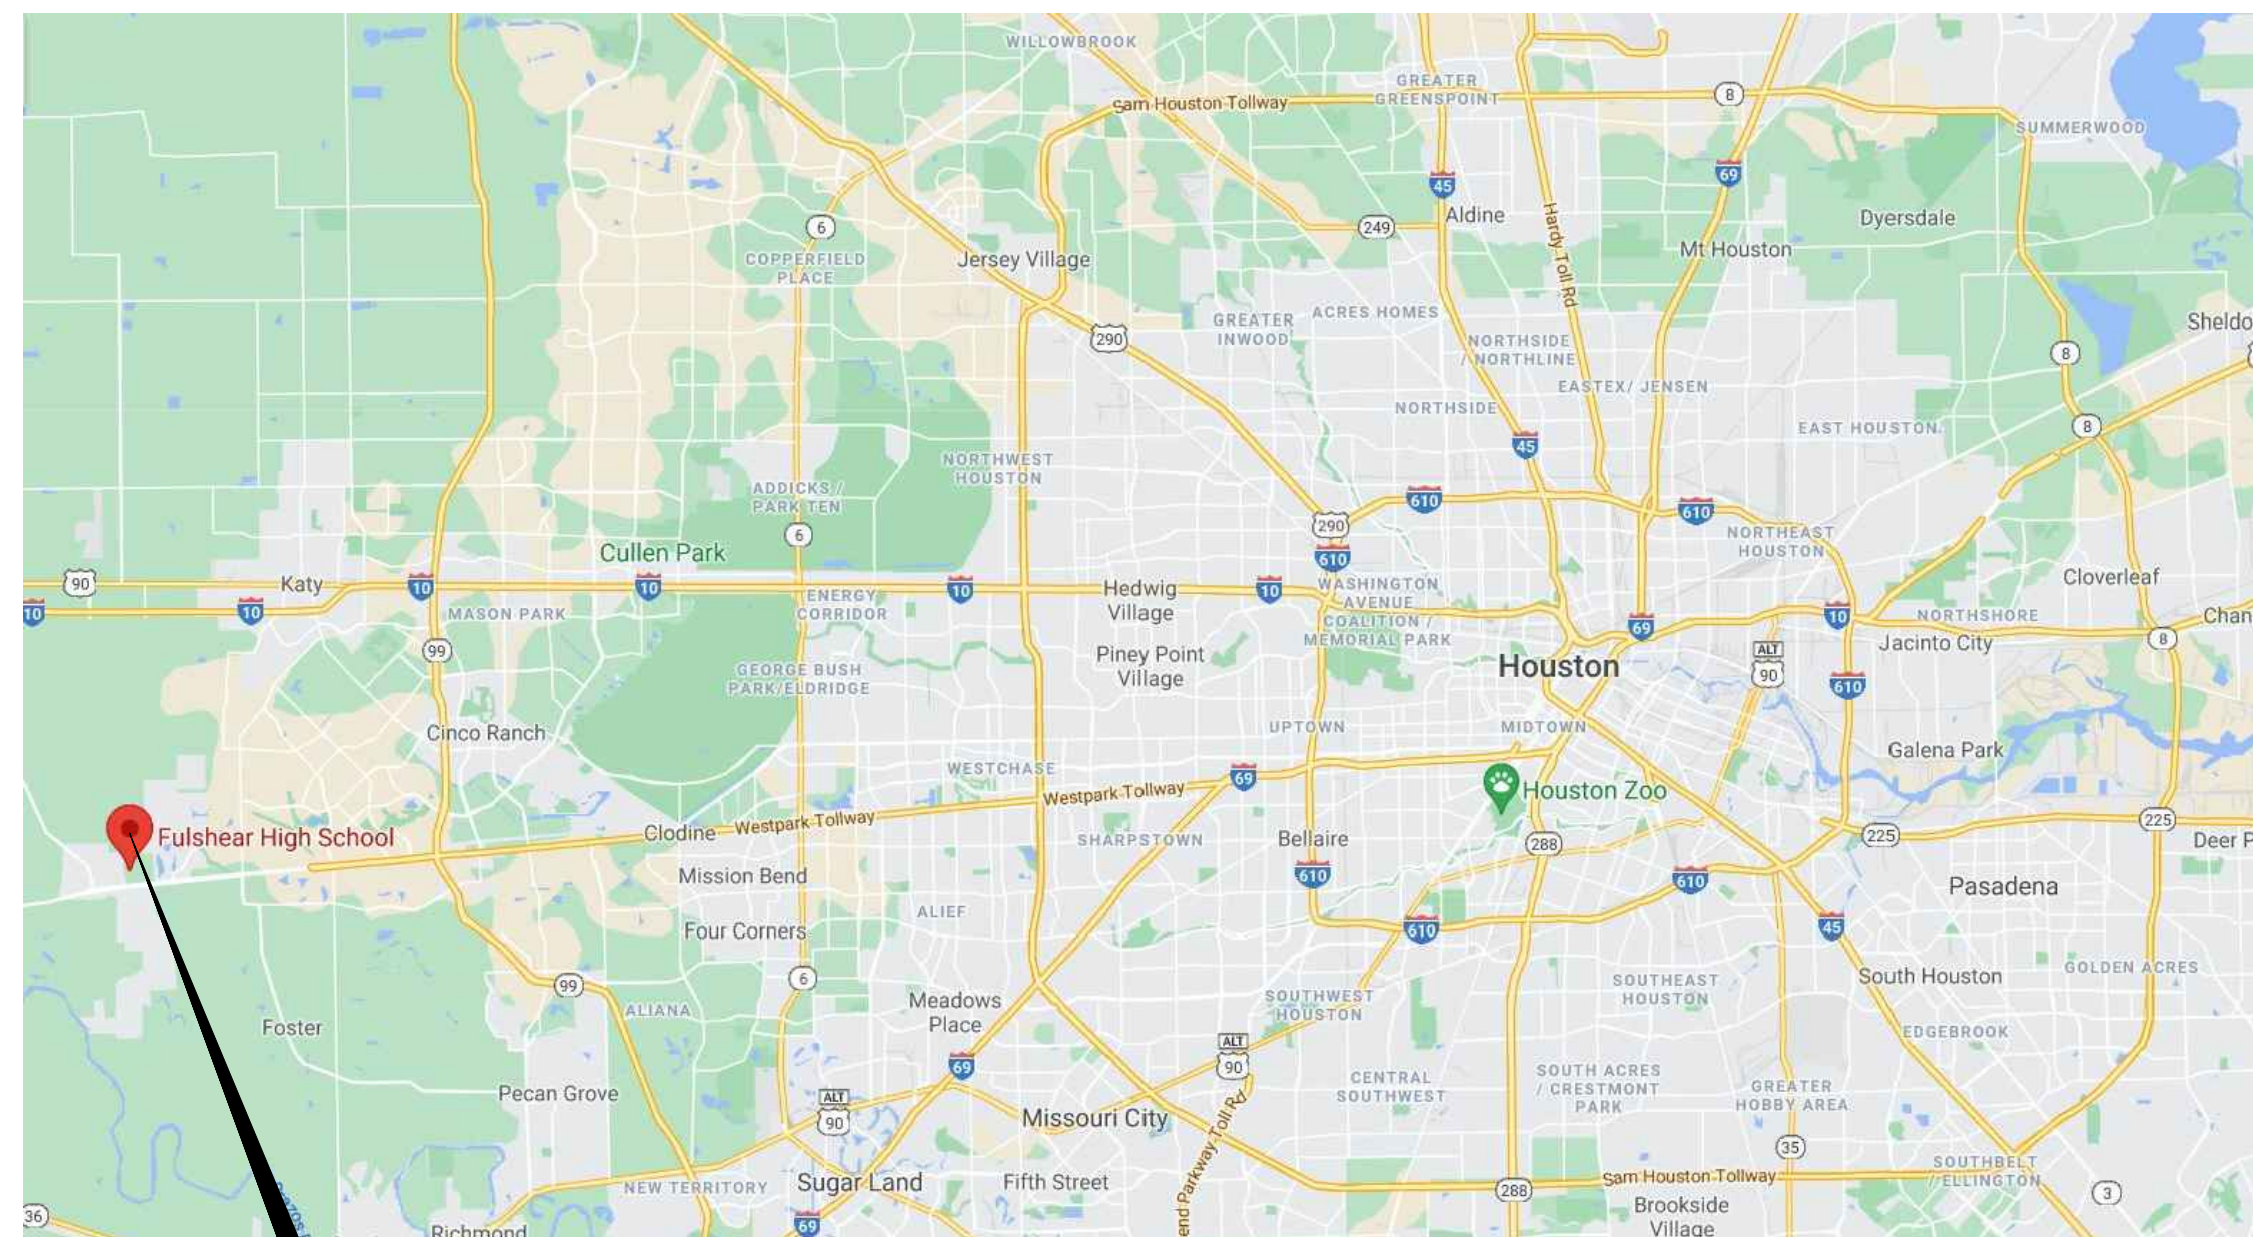 WILLOWBROOK
GREATER
GREENSPOINT
Sam Houston Tollway
8
SUMMERWOOD
69
45
Aldine
Dyersdale
6
249
Hardy Toll Rd
Mt Houston
COPPERFIELD
PLACE
Jersey Village
ACRES HOMES
GREATER
INWOOD
290
NORTHSIDE
/ NORTHLINE
8
EASTEX/ JENSEN
NORTHSIDE
8
EAST HOUSTON
45
NORTHWEST
HOUSTON
ADDICKS /
PARK TEN
610
610
290
6
NORTHEAST
HOUSTON
Cullen Park
610
90
Katy
10
10
10
Hedwig
Village
10
WASHINGTON
AVENUE
COALITION /
MEMORIAL PARK
Cloverleaf
10
10
MASON PARK
ENERGY
CORRIDOR
69
10
NORTHSHORE
8
Jacinto City
99
GEORGE BUSH
PARK/ELDRIDGE
Piney Point
Village
Houston
ALT
90
610
Cinco Ranch
UPTOWN
MIDTOWN
Galena Park
WESTCHASE
69
Westpark Tollway
Houston Zoo
Fulshear High School
Clodine
Westpark Tollway
SHARPSTOWN
Bellaire
288
225
225
Mission Bend
610
610
Pasadena
ALIEF
Four Corners
610
45
6
99
SOUTHEAST
HOUSTON
South Houston
GOLDEN ACRES
ALIANA
Meadows
Place
SOUTHWEST
HOUSTON
Foster
EDGEBROOK
69
ALT
90
CENTRAL
SOUTHWEST
SOUTH ACRES
/ CRESTMONT
PARK
GREATER
HOBBY AREA
Pecan Grove
ALT
90
Missouri City
35
NEW TERRITORY
Sugar Land
Fifth Street
288
Sam Houston Tollway
SOUTHBELT
/ ELLINGTON
3
36
Richmond
69
end Parkway Toll Rd
Brookside
Village